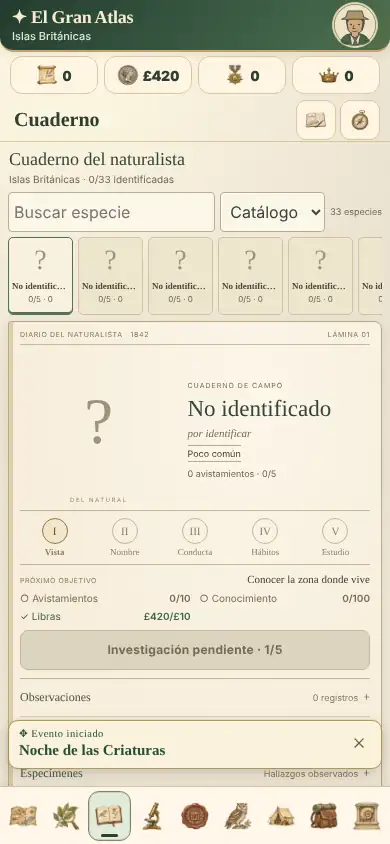 ✦ El Gran Atlas
Islas Británicas
0
£420
0
0
Cuaderno
Cuaderno del naturalista
Islas Británicas · 0/33 identificadas
Buscar especie
Catálogo
33 especies
?
?
?
?
?
No identific…
No identific…
No identific…
No identific…
No identific…
No id
0/5 · 0
0/5 · 0
0/5 · 0
0/5 · 0
0/5 · 0
0/5
DIARIO DEL NATURALISTA 1842
LÁMINA 01
?
DEL NATURAL
CUADERNO DE CAMPO
No identificado
por identificar
Poco común
0 avistamientos · 0/5
I
II
III
IV
V
Vista
Nombre
Conducta
Hábitos
Estudio
PRÓXIMO OBJETIVO
Conocer la zona donde vive
○ Avistamientos 0/10
○ Conocimiento 0/100
✓ Libras £420/£10
Investigación pendiente · 1/5
Observaciones
0 registros +
✥ Evento iniciado
Noche de las Criaturas
×
Especímenes
Hallazgos observados +